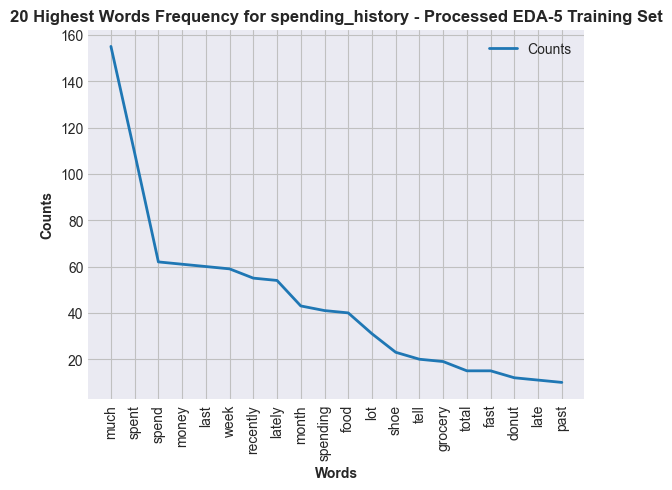 20 Highest Words Frequency for spending_history - Processed EDA-5 Training Set
Counts
160
140
120
100
80
60
40
20
Counts
much
spent
spend
money
last
week
recently
lately
month
spending
food
lot
shoe
tell
grocery
total
fast
donut
late
past
Words